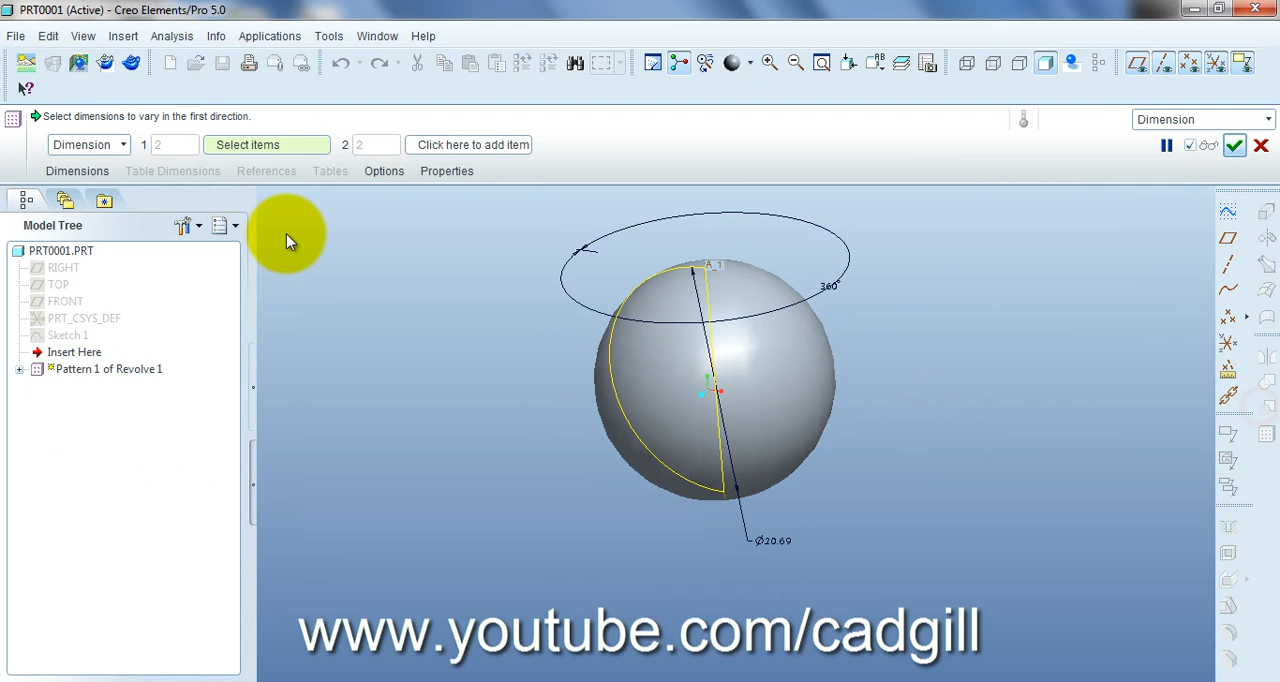 PRT0001 (Active) - Creo Elements/Pro 5.0
File Edit View Insert Analysis Info Applications Tools Window Help
Select dimensions to vary in the first direction.
Dimension
Dimension 1 2 Select items 2 2 Click here to add item
Dimensions Table Dimensions References Tables Options Properties
Model Tree
PRT0001.PRT
RIGHT
TOP
FRONT
PRT_CSYS_DEF
Sketch 1
Insert Here
Pattern 1 of Revolve 1
A_1
360°
Ø20.69
www.youtube.com/cadgill